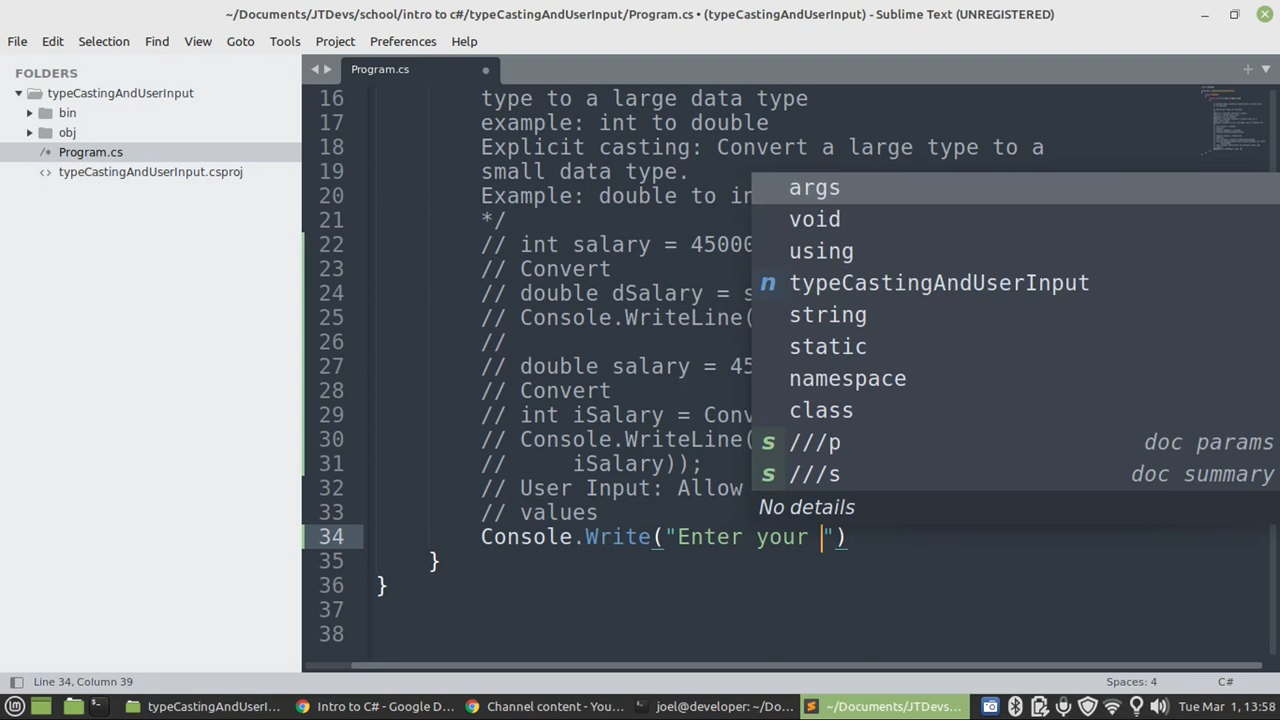 ~/Documents/JTDevs/school/intro to c#/typeCastingAndUserInput/Program.cs • (typeCastingAndUserInput) - Sublime Text (UNREGISTERED)
File Edit Selection Find View Goto Tools Project Preferences Help
FOLDERS
typeCastingAndUserInput
bin
obj
/* Program.cs
<> typeCastingAndUserInput.csproj
Program.cs
16 type to a large data type
17 example: int to double
18 Explicit casting: Convert a large type to a
19 small data type.
20 Example: double to in
21 */
22 // int salary = 45000
23 // Convert
24 // double dSalary = s
25 // Console.WriteLine(
26 //
27 // double salary = 45
28 // Convert
29 // int iSalary = Conv
30 // Console.WriteLine(
31 // iSalary));
32 // User Input: Allow
33 // values
34 Console.Write("Enter your ")
35 }
36 }
37
38
args
void
using
n typeCastingAndUserInput
string
static
namespace
class
s ///p doc params
s ///s doc summary
No details
Line 34, Column 39 Spaces: 4 C#
typeCastingAndUserI... Intro to C# - Google D... Channel content - You... joel@developer: ~/Do... ~/Documents/JTDevs... Tue Mar 1, 13:58